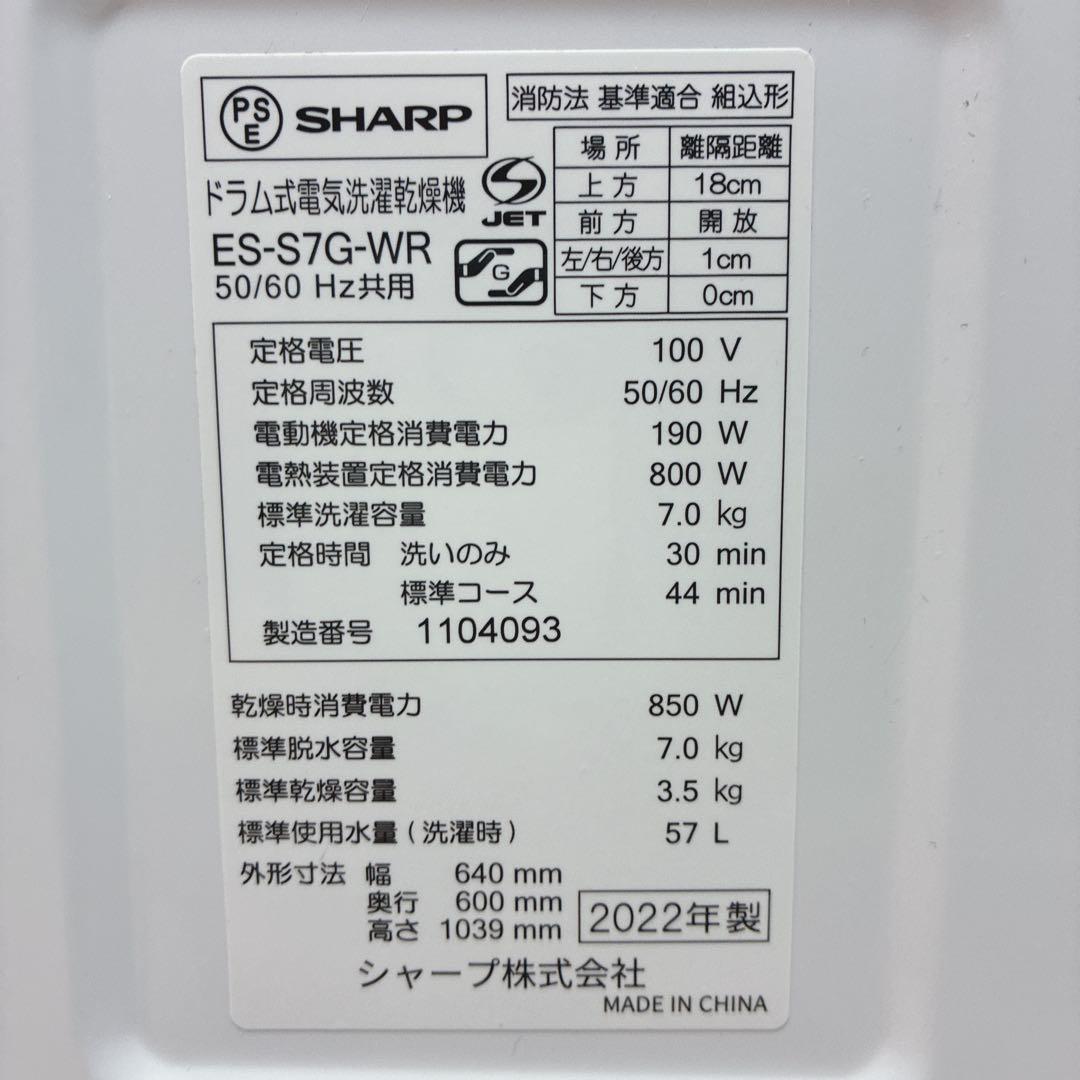 PSE SHARP
消防法 基準適合 組込形
場所 離隔距離
上方 18cm
前方 開放
左/右/後方 1cm
下方 0cm
ドラム式電気洗濯乾燥機
JET
ES-S7G-WR
G
50/60 Hz共用
定格電圧 100 V
定格周波数 50/60 Hz
電動機定格消費電力 190 W
電熱装置定格消費電力 800 W
標準洗濯容量 7.0 kg
定格時間 洗いのみ 30 min
標準コース 44 min
製造番号 1104093
乾燥時消費電力 850 W
標準脱水容量 7.0 kg
標準乾燥容量 3.5 kg
標準使用水量(洗濯時) 57 L
外形寸法 幅 640 mm
奥行 600 mm
高さ 1039 mm
2022年製
シャープ株式会社
MADE IN CHINA